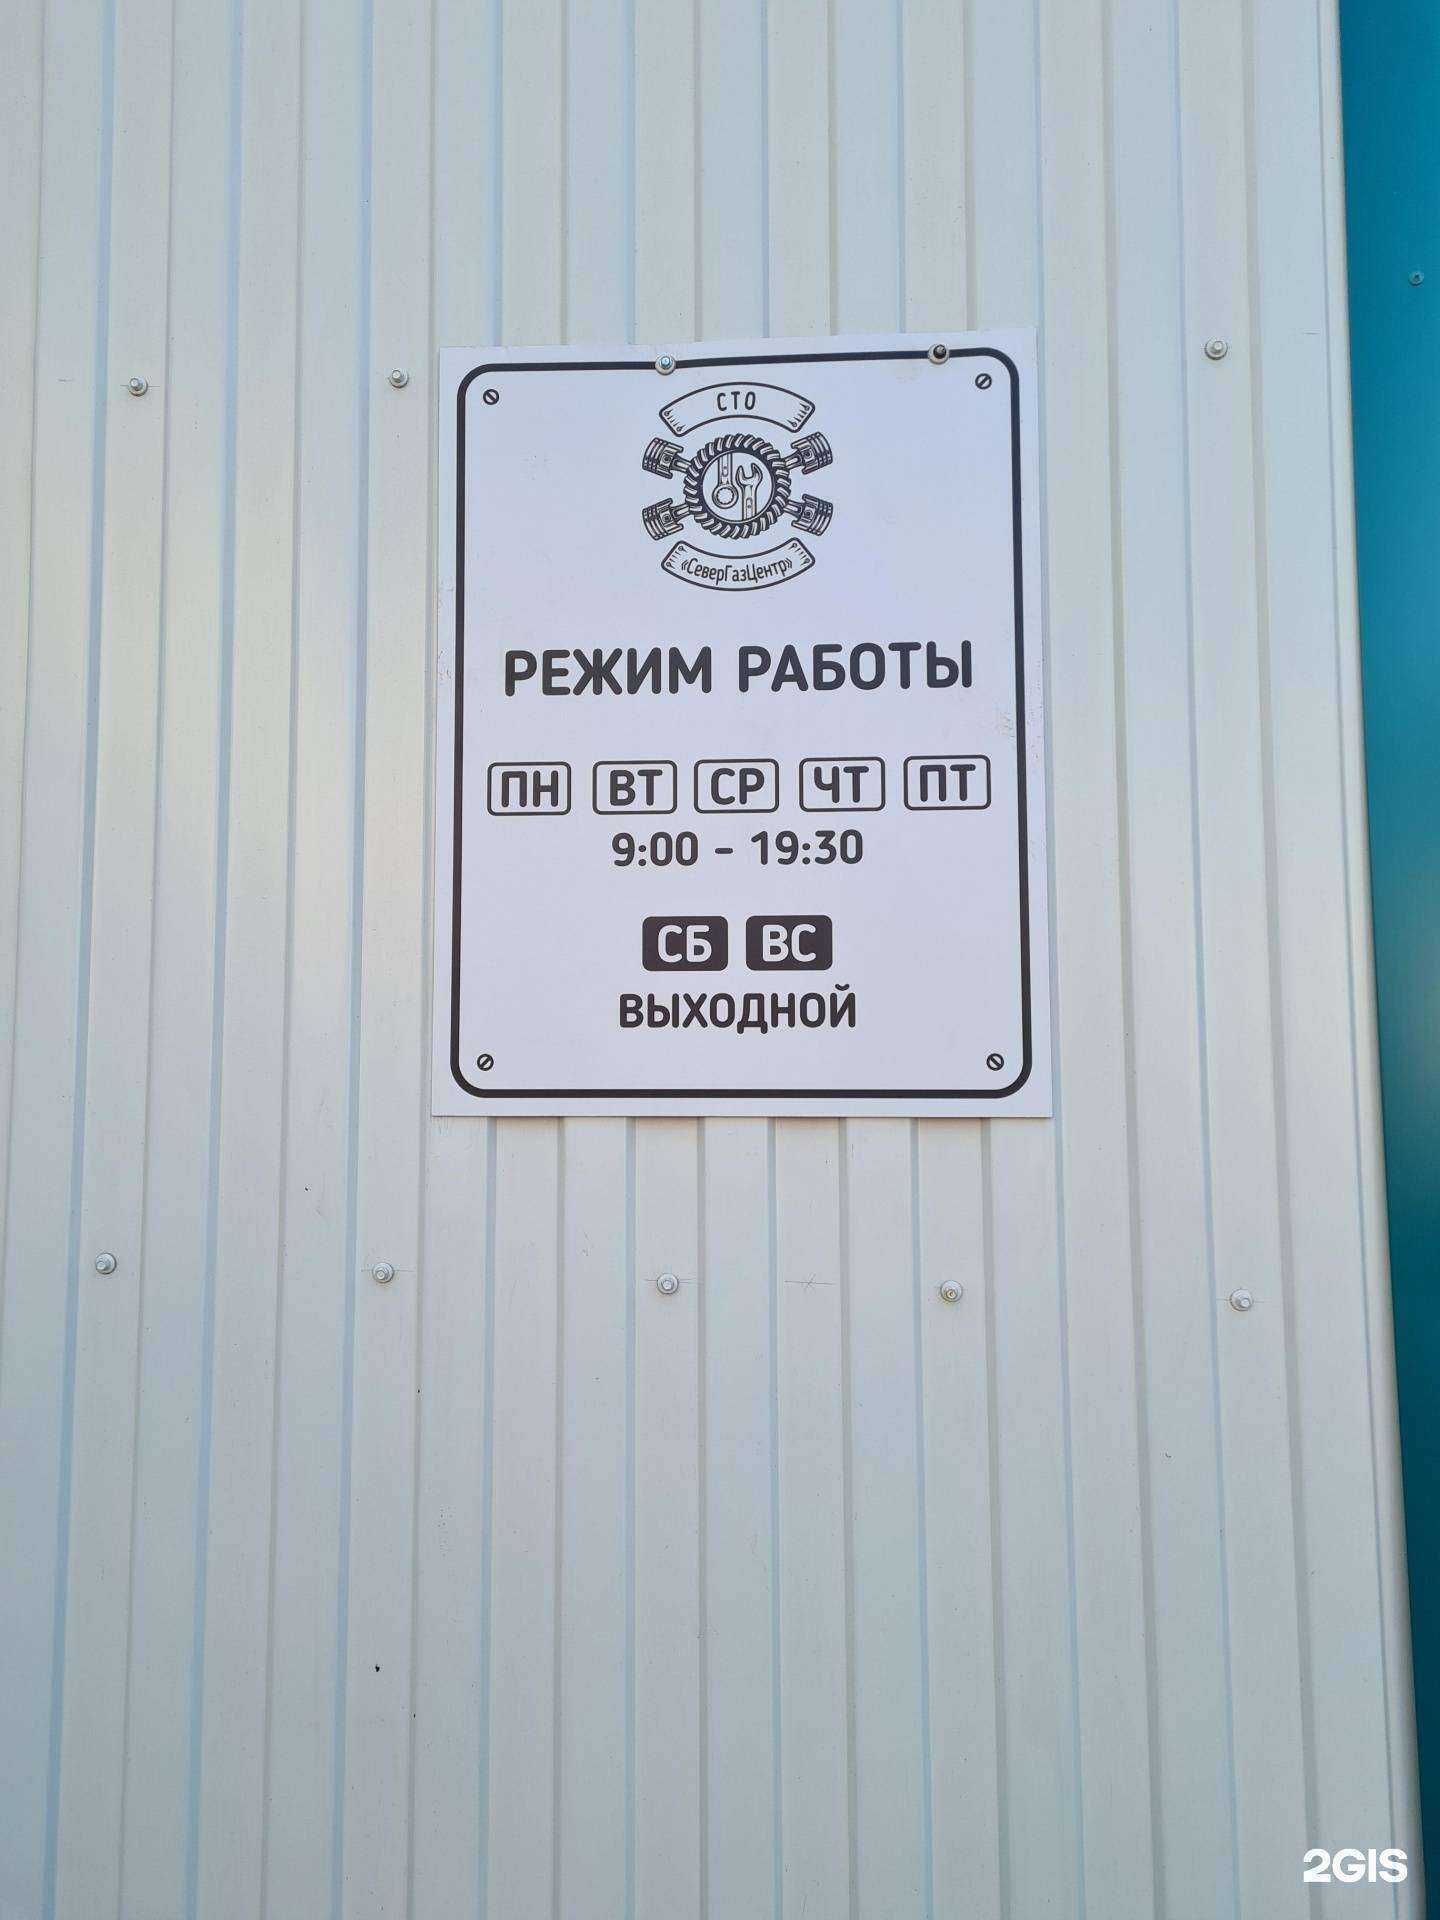 СТО
«СеверГазЦентр»
РЕЖИМ РАБОТЫ
ПН ВТ СР ЧТ ПТ
9:00 - 19:30
СБ ВС
ВЫХОДНОЙ
2GIS